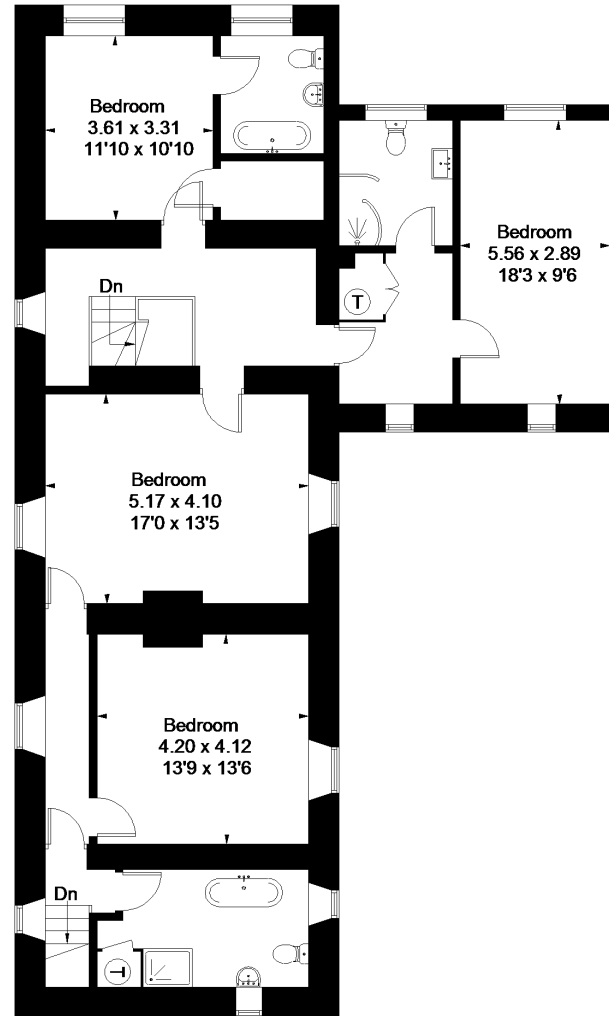 Bedroom
3.61 x 3.31
11'10 x 10'10
Bedroom
5.56 x 2.89
18'3 x 9'6
Dn
T
Bedroom
5.17 x 4.10
17'0 x 13'5
Bedroom
4.20 x 4.12
13'9 x 13'6
Dn
T